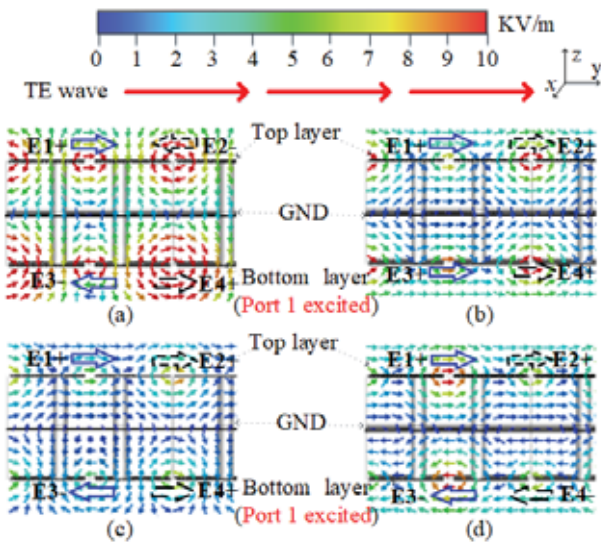 KV/m
0 1 2 3 4 5 6 7 8 9 10
TE wave
z
y
x
E1+ E2- Top layer E1+ E2+
GND
E3- E4+ Bottom layer E3+ E4+
(a) (Port 1 excited) (b)
E1+ E2+ Top layer E1+ E2+
GND
E3- E4+ Bottom layer E3- E4-
(c) (Port 1 excited) (d)